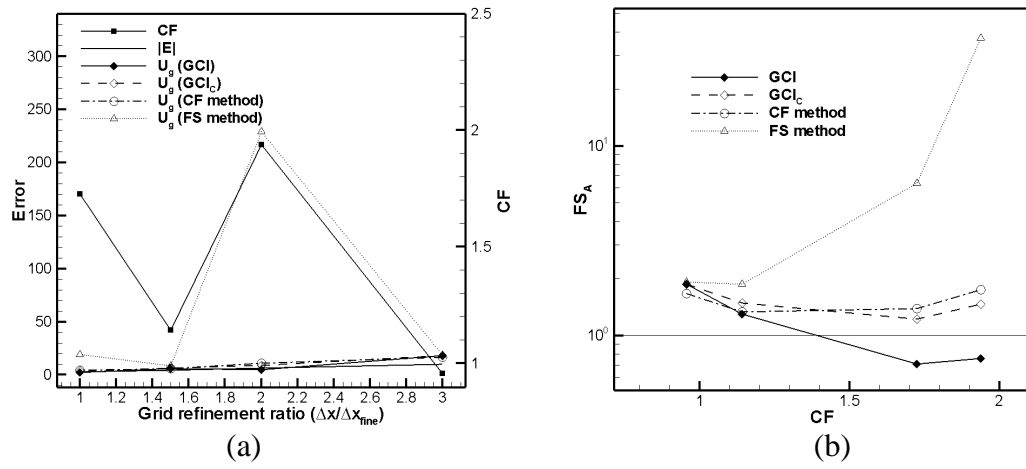 CF
|E|
U_g (GCI)
U_g (GCI_C)
U_g (CF method)
U_g (FS method)
Error
300
250
200
150
100
50
0
CF
2.5
2
1.5
1
1 1.2 1.4 1.6 1.8 2 2.2 2.4 2.6 2.8 3
Grid refinement ratio (Δx/Δx_fine)
(a)
GCI
GCI_C
CF method
FS method
FS_A
10^1
10^0
1 1.5 2
CF
(b)